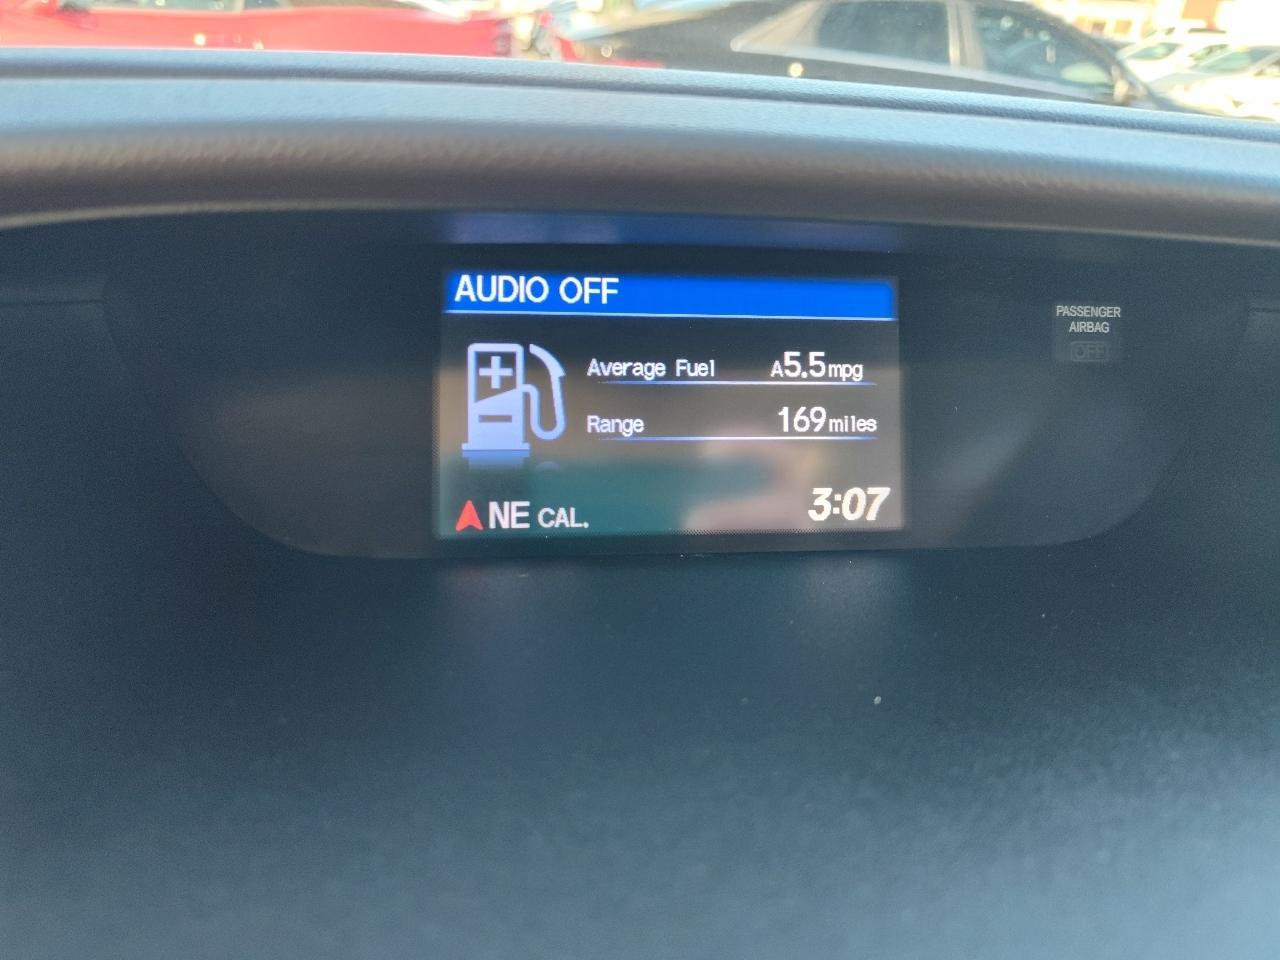 AUDIO OFF
Average Fuel A5.5mpg
Range 169miles
NE CAL. 3:07
PASSENGER
AIRBAG
OFF